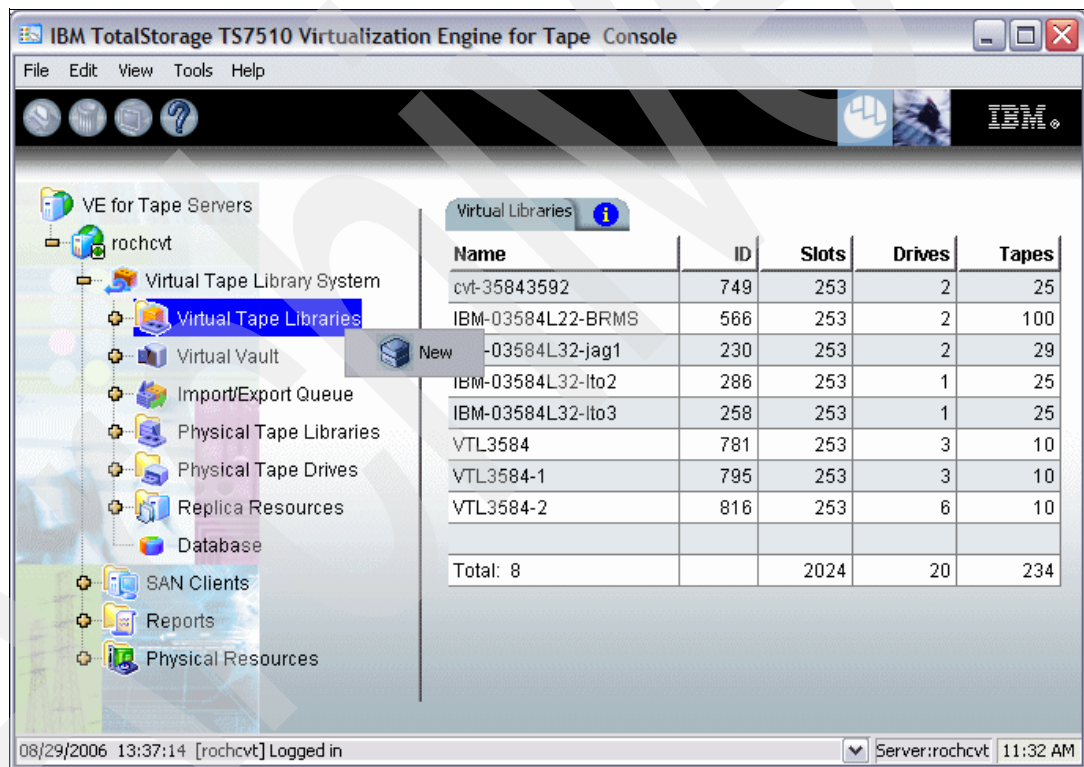 IBM TotalStorage TS7510 Virtualization Engine for Tape Console
File Edit View Tools Help
IBM
VE for Tape Servers
rochcvt
Virtual Tape Library System
Virtual Tape Libraries
New
Virtual Vault
Import/Export Queue
Physical Tape Libraries
Physical Tape Drives
Replica Resources
Database
SAN Clients
Reports
Physical Resources
Virtual Libraries
Name ID Slots Drives Tapes
cvt-35843592 749 253 2 25
IBM-03584L22-BRMS 566 253 2 100
-03584L32-jag1 230 253 2 29
IBM-03584L32-lto2 286 253 1 25
IBM-03584L32-lto3 258 253 1 25
VTL3584 781 253 3 10
VTL3584-1 795 253 3 10
VTL3584-2 816 253 6 10
Total: 8 2024 20 234
08/29/2006 13:37:14 [rochcvt] Logged in
Server:rochcvt 11:32 AM